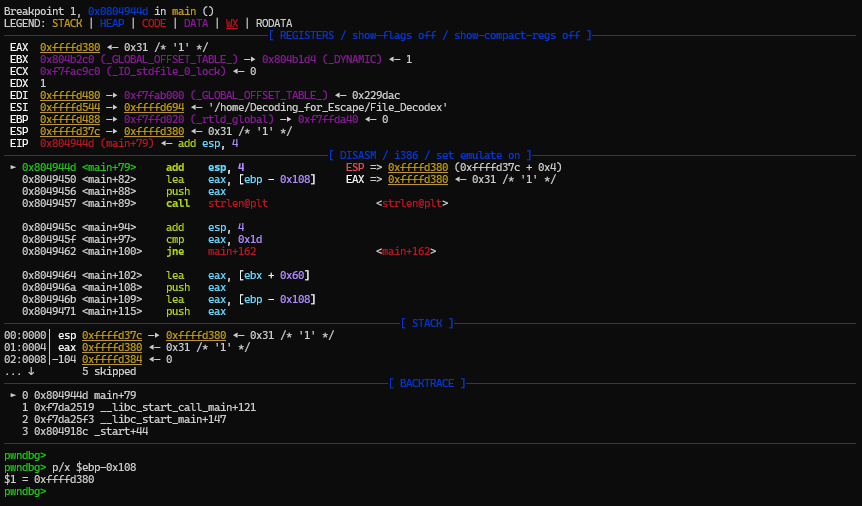 Breakpoint 1, 0x0804944d in main ()
LEGEND: STACK | HEAP | CODE | DATA | WX | RODATA
[ REGISTERS / show-flags off / show-compact-regs off ]
EAX 0xffffd380 ◂— 0x31 /* '1' */
EBX 0x804b2c0 (_GLOBAL_OFFSET_TABLE_) —▸ 0x804b1d4 (_DYNAMIC) ◂— 1
ECX 0xf7fac9c0 (_IO_stdfile_0_lock) ◂— 0
EDX 1
EDI 0xffffd480 —▸ 0xf7fab000 (_GLOBAL_OFFSET_TABLE_) ◂— 0x229dac
ESI 0xffffd544 —▸ 0xffffd694 ◂— '/home/Decoding_for_Escape/File_Decodex'
EBP 0xffffd488 —▸ 0xf7ffd020 (_rtld_global) —▸ 0xf7ffda40 ◂— 0
ESP 0xffffd37c —▸ 0xffffd380 ◂— 0x31 /* '1' */
EIP 0x804944d (main+79) ◂— add esp, 4
[ DISASM / i386 / set emulate on ]
► 0x804944d <main+79> add esp, 4 ESP => 0xffffd380 (0xffffd37c + 0x4)
0x8049450 <main+82> lea eax, [ebp - 0x108] EAX => 0xffffd380 ◂— 0x31 /* '1' */
0x8049456 <main+88> push eax
0x8049457 <main+89> call strlen@plt <strlen@plt>
0x804945c <main+94> add esp, 4
0x804945f <main+97> cmp eax, 0x1d
0x8049462 <main+100> jne main+162 <main+162>
0x8049464 <main+102> lea eax, [ebx + 0x60]
0x804946a <main+108> push eax
0x804946b <main+109> lea eax, [ebp - 0x108]
0x8049471 <main+115> push eax
[ STACK ]
00:0000│ esp 0xffffd37c —▸ 0xffffd380 ◂— 0x31 /* '1' */
01:0004│ eax 0xffffd380 ◂— 0x31 /* '1' */
02:0008│-104 0xffffd384 ◂— 0
... ↓ 5 skipped
[ BACKTRACE ]
► 0 0x804944d main+79
1 0xf7da2519 __libc_start_call_main+121
2 0xf7da25f3 __libc_start_main+147
3 0x804918c _start+44
pwndbg>
pwndbg> p/x $ebp-0x108
$1 = 0xffffd380
pwndbg>